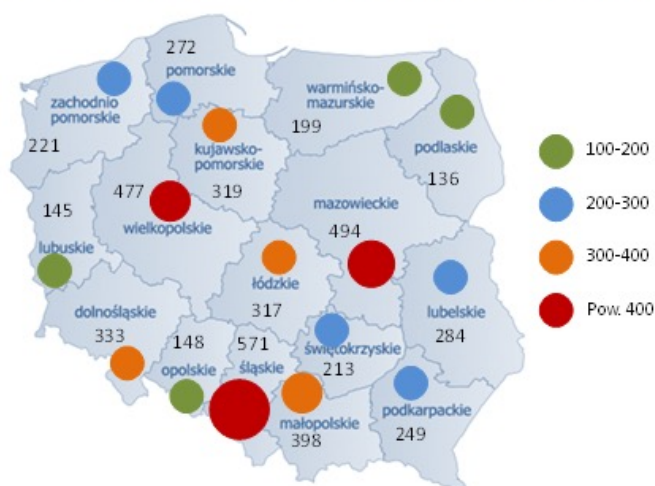 272
pomorskie
zachodnio
pomorskie
221
warmińsko-
mazurskie
199
podlaskie
136
kujawsko-
pomorskie
319
477
wielkopolskie
145
lubuskie
mazowieckie
494
łódzkie
317
lubelskie
284
dolnośląskie
333
148
opolskie
571
śląskie
świętokrzyskie
213
małopolskie
398
podkarpackie
249
100-200
200-300
300-400
Pow. 400